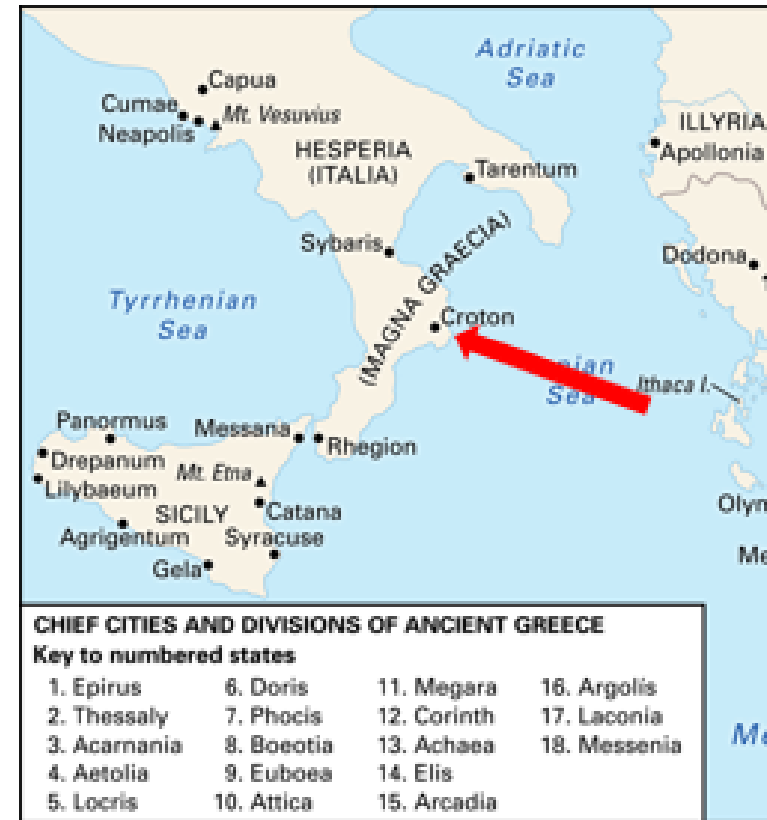 Adriatic
Sea
Capua
Cumae
Mt. Vesuvius
Neapolis
ILLYRIA
Apollonia
HESPERIA
(ITALIA)
Tarentum
Sybaris
(MAGNA GRAECIA)
Dodona
Tyrrhenian
Sea
Croton
Sea
Ithaca I.
Panormus
Messana
Rhegion
Drepanum
Mt. Etna
Lilybaeum
SICILY
Catana
Agrigentum
Syracuse
Gela
CHIEF CITIES AND DIVISIONS OF ANCIENT GREECE
Key to numbered states
1. Epirus
2. Thessaly
3. Acarnania
4. Aetolia
5. Locris
6. Doris
7. Phocis
8. Boeotia
9. Euboea
10. Attica
11. Megara
12. Corinth
13. Achaea
14. Elis
15. Arcadia
16. Argolis
17. Laconia
18. Messenia